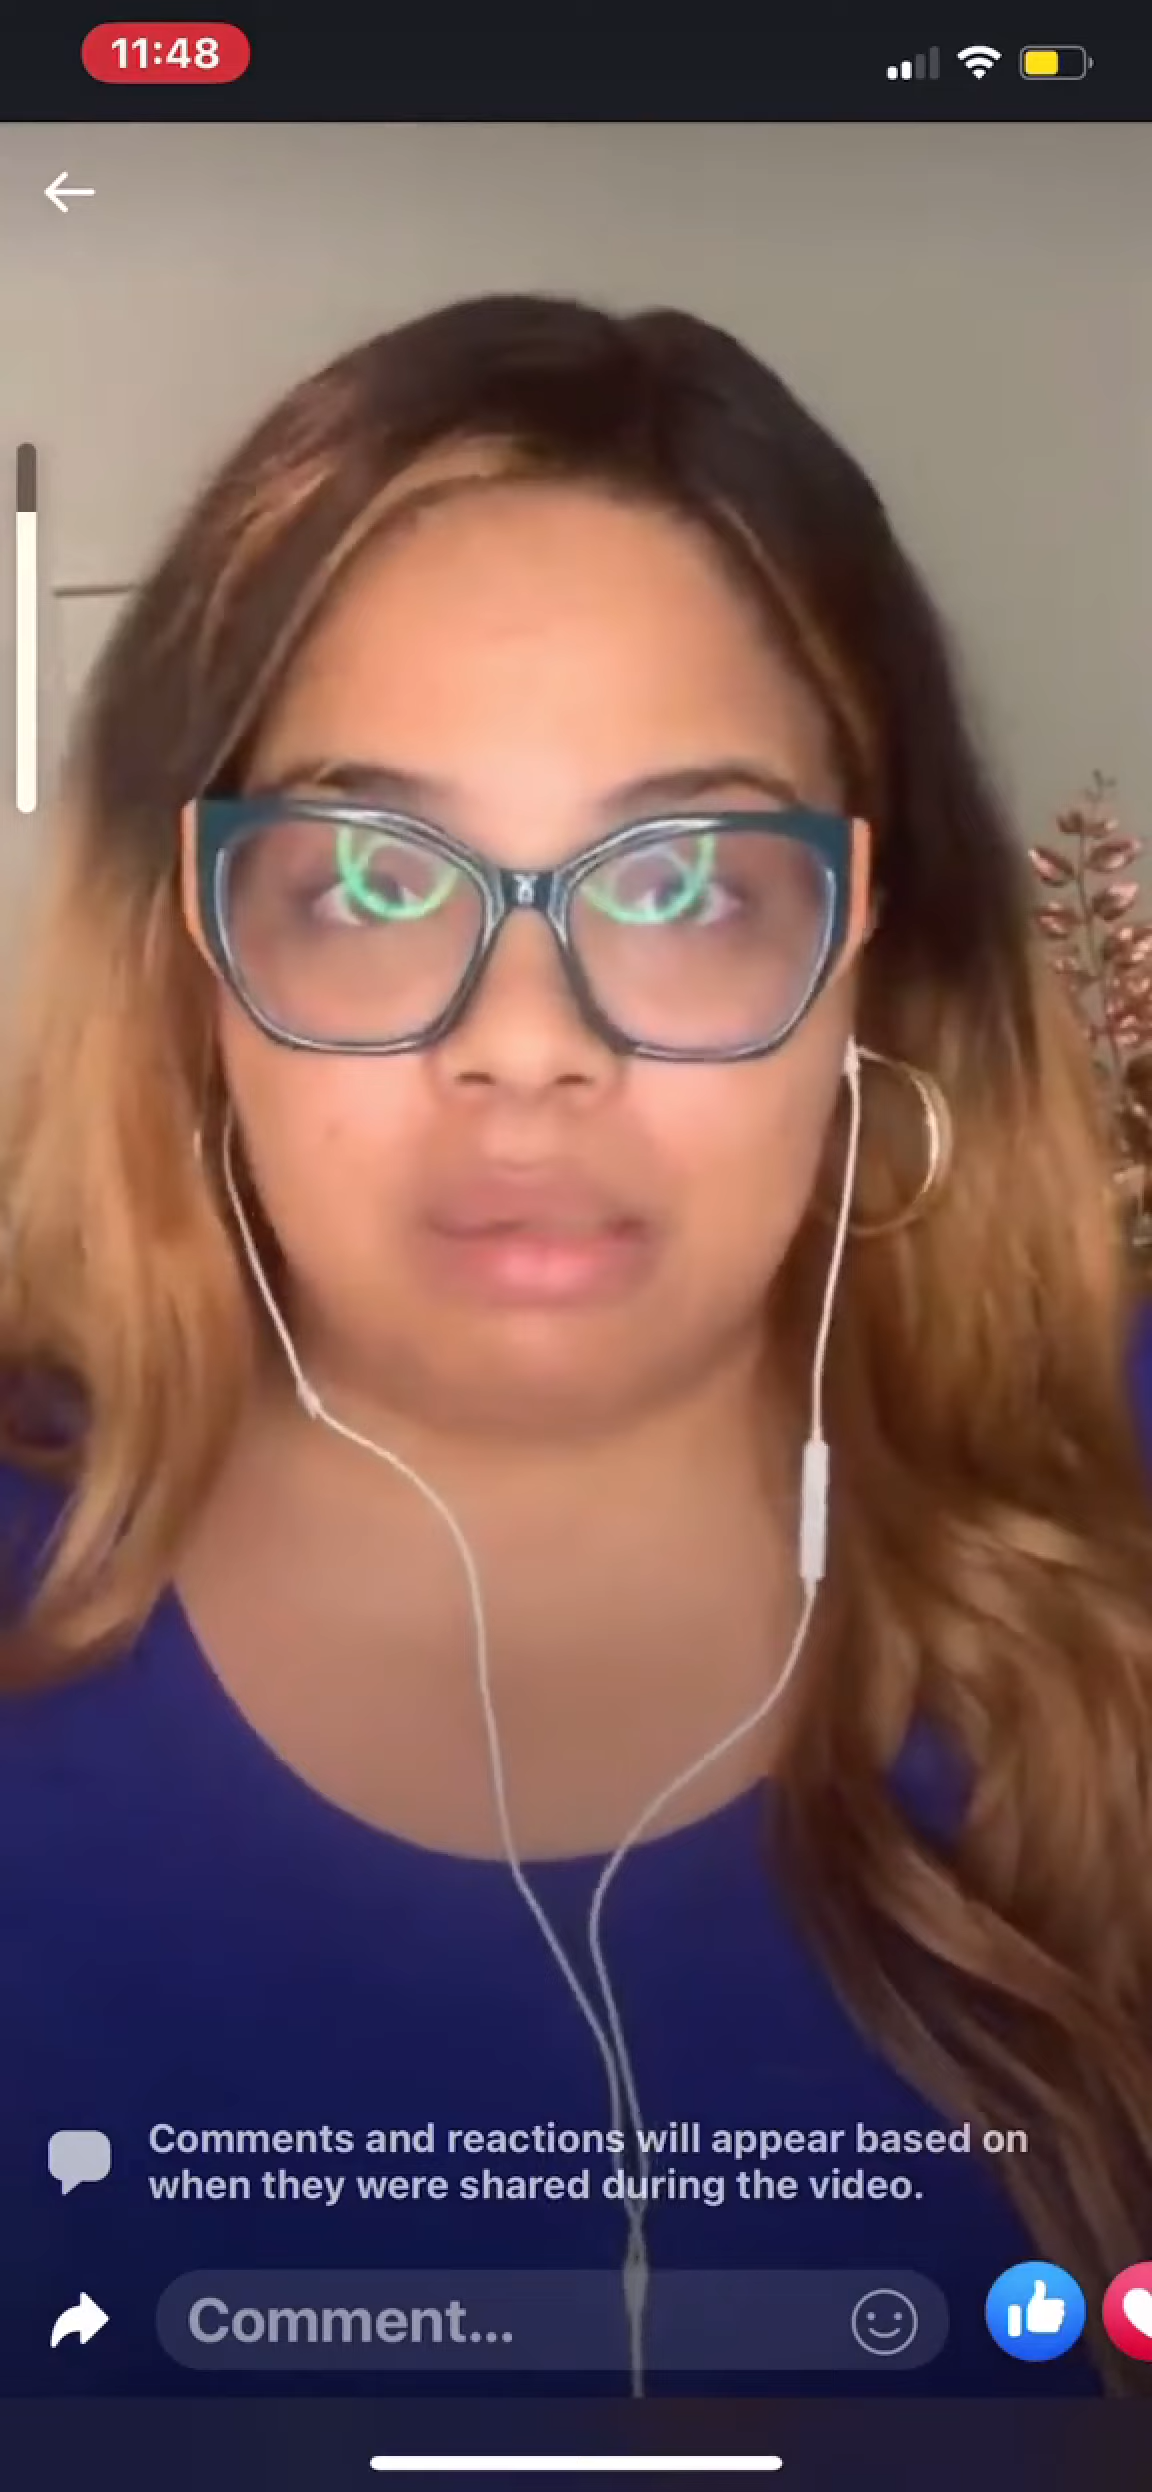 11:48
Comments and reactions will appear based on
when they were shared during the video.
Comment...